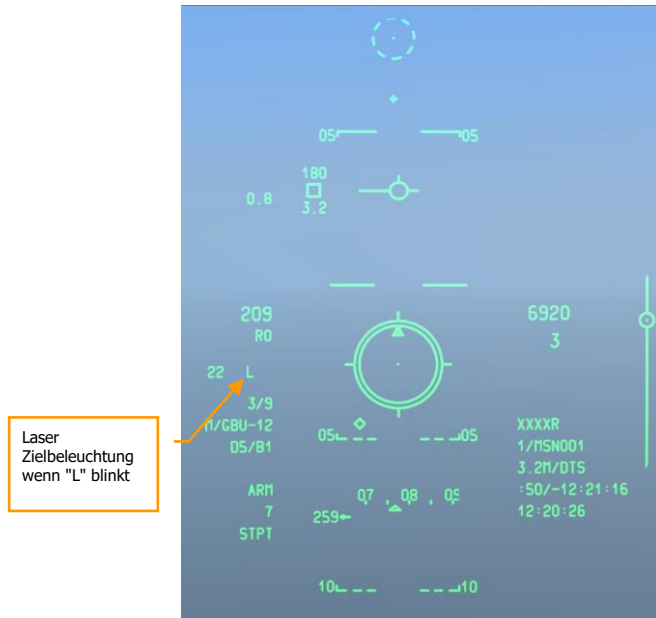 05 05
180
0.8
3.2
209
6920
R0
3
22 L
3/9
M/GBU-12
XXXXR
05 05
D5/B1
1/MSN001
3.2M/DTS
ARM
:50/-12:21:16
07 08 09
7
12:20:26
259
STPT
10 10
Laser
Zielbeleuchtung
wenn "L" blinkt